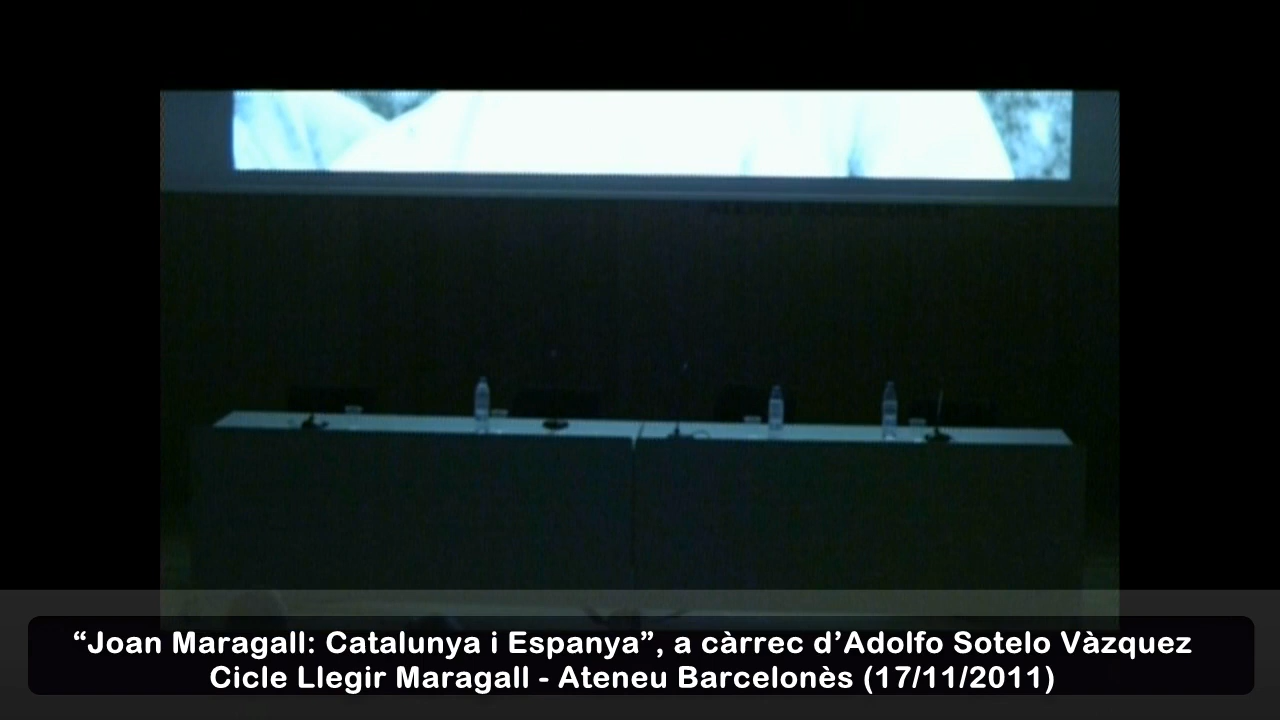 “Joan Maragall: Catalunya i Espanya”, a càrrec d’Adolfo Sotelo Vàzquez
Cicle Llegir Maragall - Ateneu Barcelonès (17/11/2011)